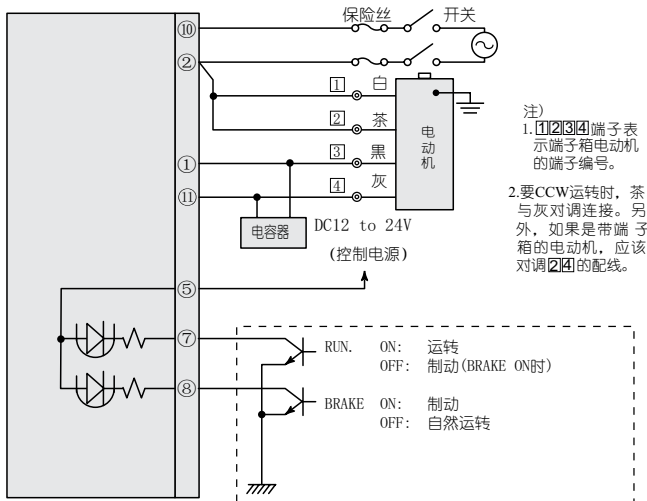 保险丝 开关
⑩
②
1 白
2 茶
①
3 黑
⑪
4 灰
电动机
电容器
DC12 to 24V
(控制电源)
⑤
⑦
⑧
RUN. ON: 运转
OFF: 制动(BRAKE ON时)
BRAKE ON: 制动
OFF: 自然运转
注)
1.1234端子表
示端子箱电动机
的端子编号。
2.要CCW运转时，茶
与灰对调连接。另
外，如果是带端 子
箱的电动机，应该
对调24的配线。